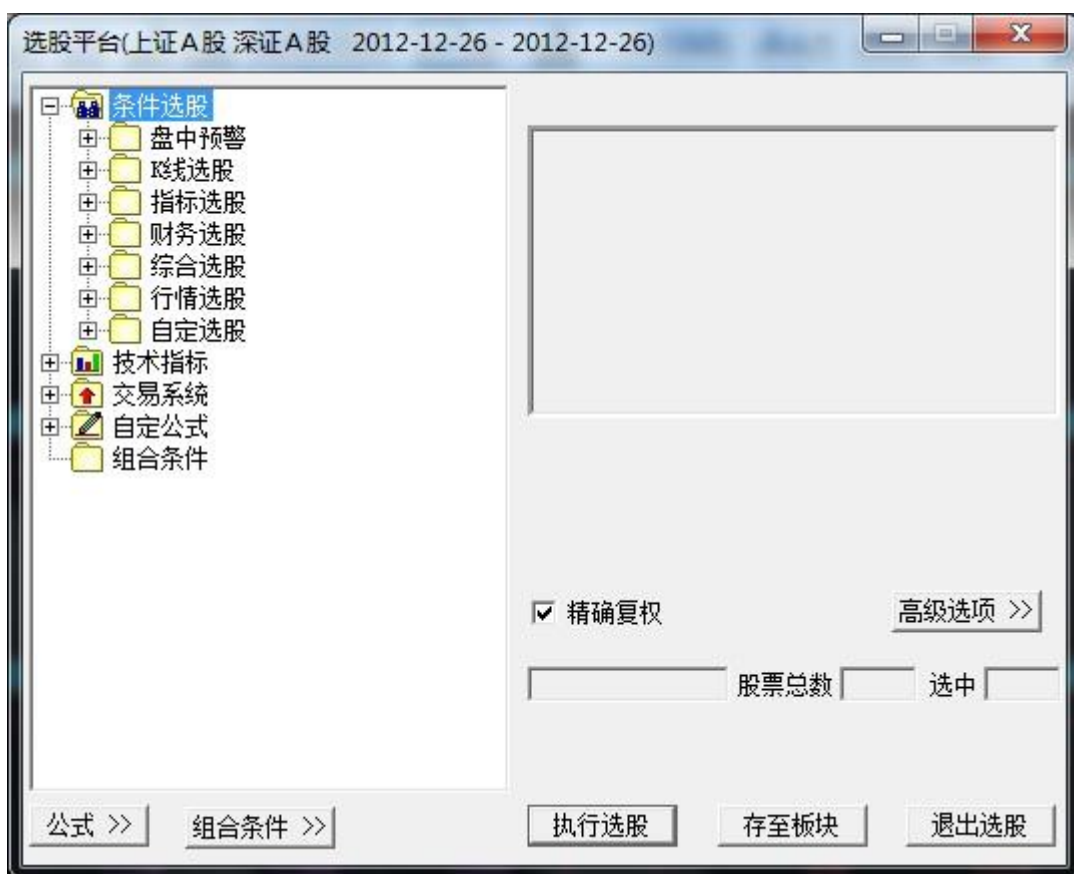 选股平台(上证A股 深证A股 2012-12-26 - 2012-12-26)
条件选股
盘中预警
K线选股
指标选股
财务选股
综合选股
行情选股
自定选股
技术指标
交易系统
自定公式
组合条件
精确复权
高级选项 >>
股票总数 选中
公式 >> 组合条件 >> 执行选股 存至板块 退出选股